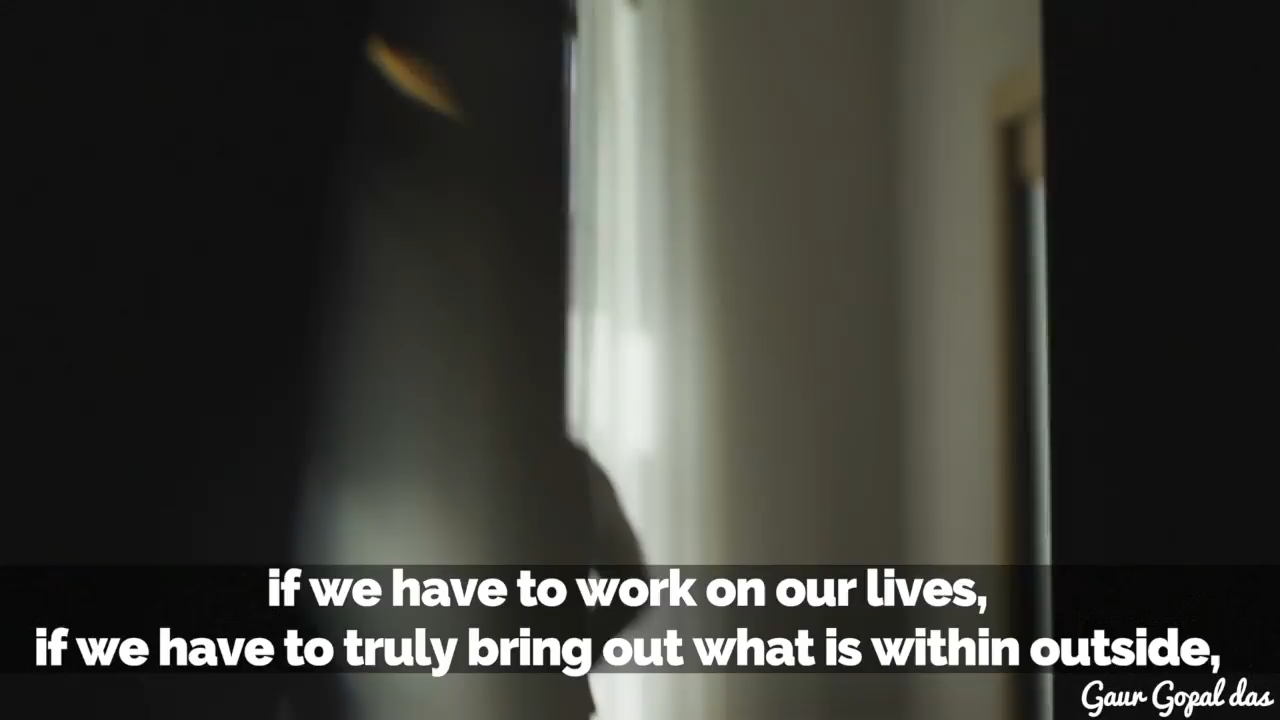 if we have to work on our lives,
if we have to truly bring out what is within outside,
Gaur Gopal das